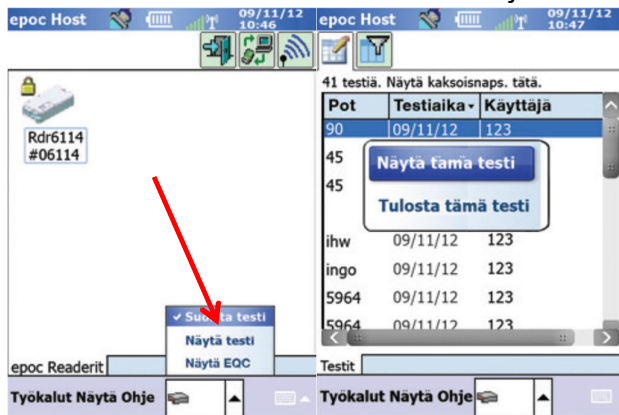 epoc Host 09/11/12
10:46
Rdr6114
#06114
✓ Suorita testi
Näytä testi
Näytä EQC
epoc Readerit
Työkalut Näytä Ohje
epoc Host 09/11/12
10:47
41 testiä. Näytä kaksoisnaps. tätä.
Pot Testiaika Käyttäjä
90 09/11/12 123
45
Näytä tämä testi
45
Tulosta tämä testi
ihw 09/11/12 123
ingo 09/11/12 123
5964 09/11/12 123
5964 09/11/12 123
Testit
Työkalut Näytä Ohje